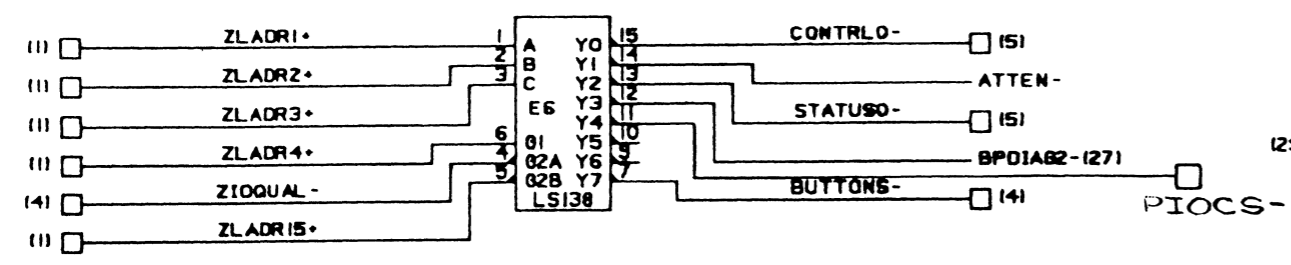 (1) ZLADR1+ 1 A Y0 15 CONTRLO- (5)
(1) ZLADR2+ 2 B Y1 14 ATTEN-
(1) ZLADR3+ 3 C Y2 13 STATUSO- (5)
E6 Y3 12 BPDIAG2-(27)
Y4 11 PIOCS-
(1) ZLADR4+ 6 G1 Y5 10
(4) ZIOQUAL- 4 G2A Y6 9
(1) ZLADR15+ 5 G2B Y7 7 BUTTONS- (4)
LS138